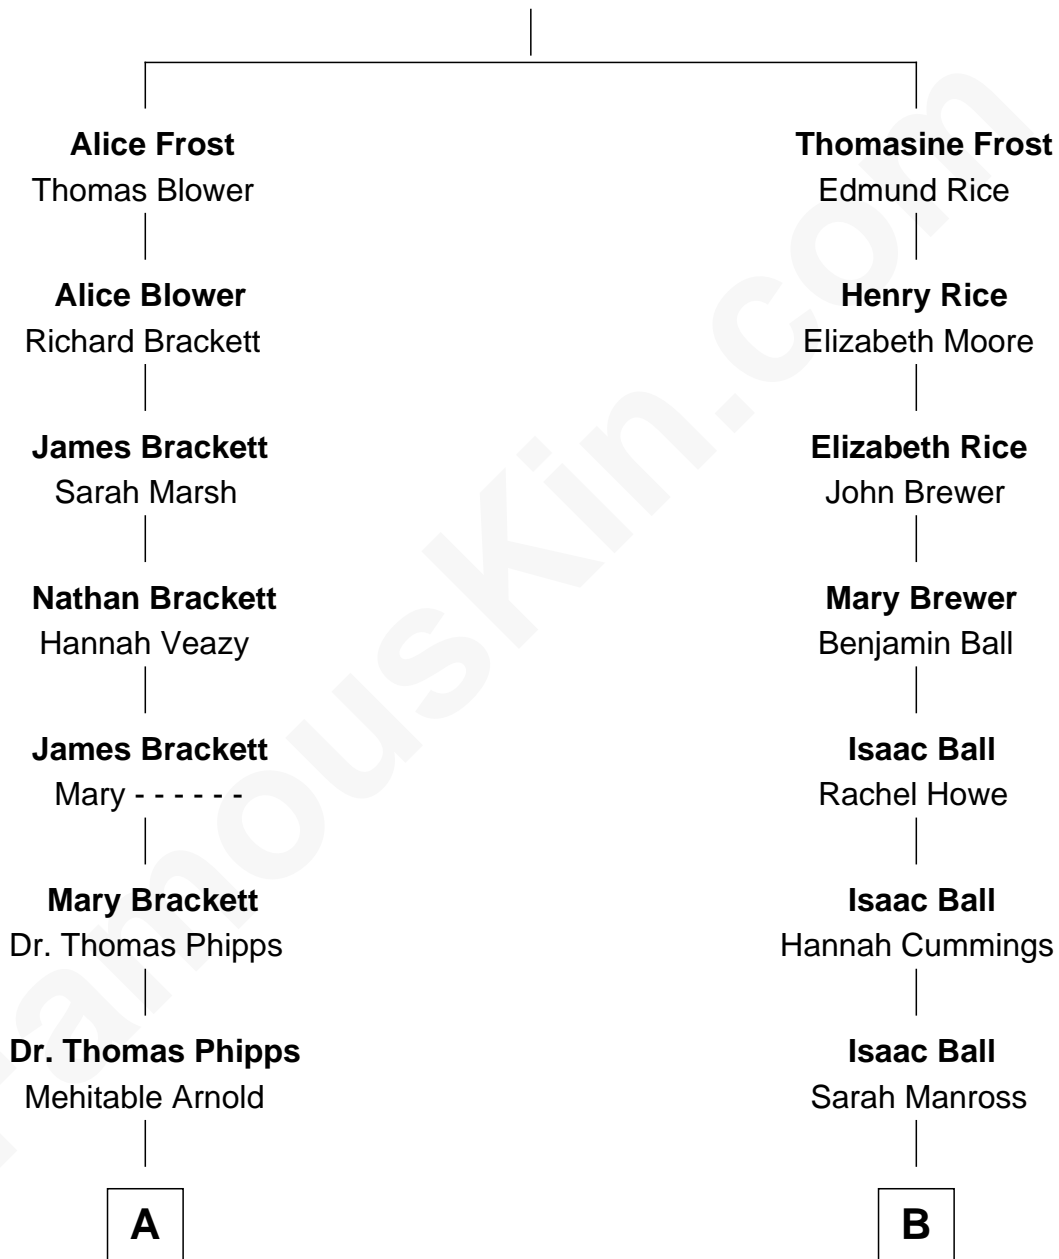 Alice Frost
Thomas Blower
Alice Blower
Richard Brackett
James Brackett
Sarah Marsh
Nathan Brackett
Hannah Veazy
James Brackett
Mary - - - - - -
Mary Brackett
Dr. Thomas Phipps
Dr. Thomas Phipps
Mehitable Arnold
A
Thomasine Frost
Edmund Rice
Henry Rice
Elizabeth Moore
Elizabeth Rice
John Brewer
Mary Brewer
Benjamin Ball
Isaac Ball
Rachel Howe
Isaac Ball
Hannah Cummings
Isaac Ball
Sarah Manross
B
FamousKin.com